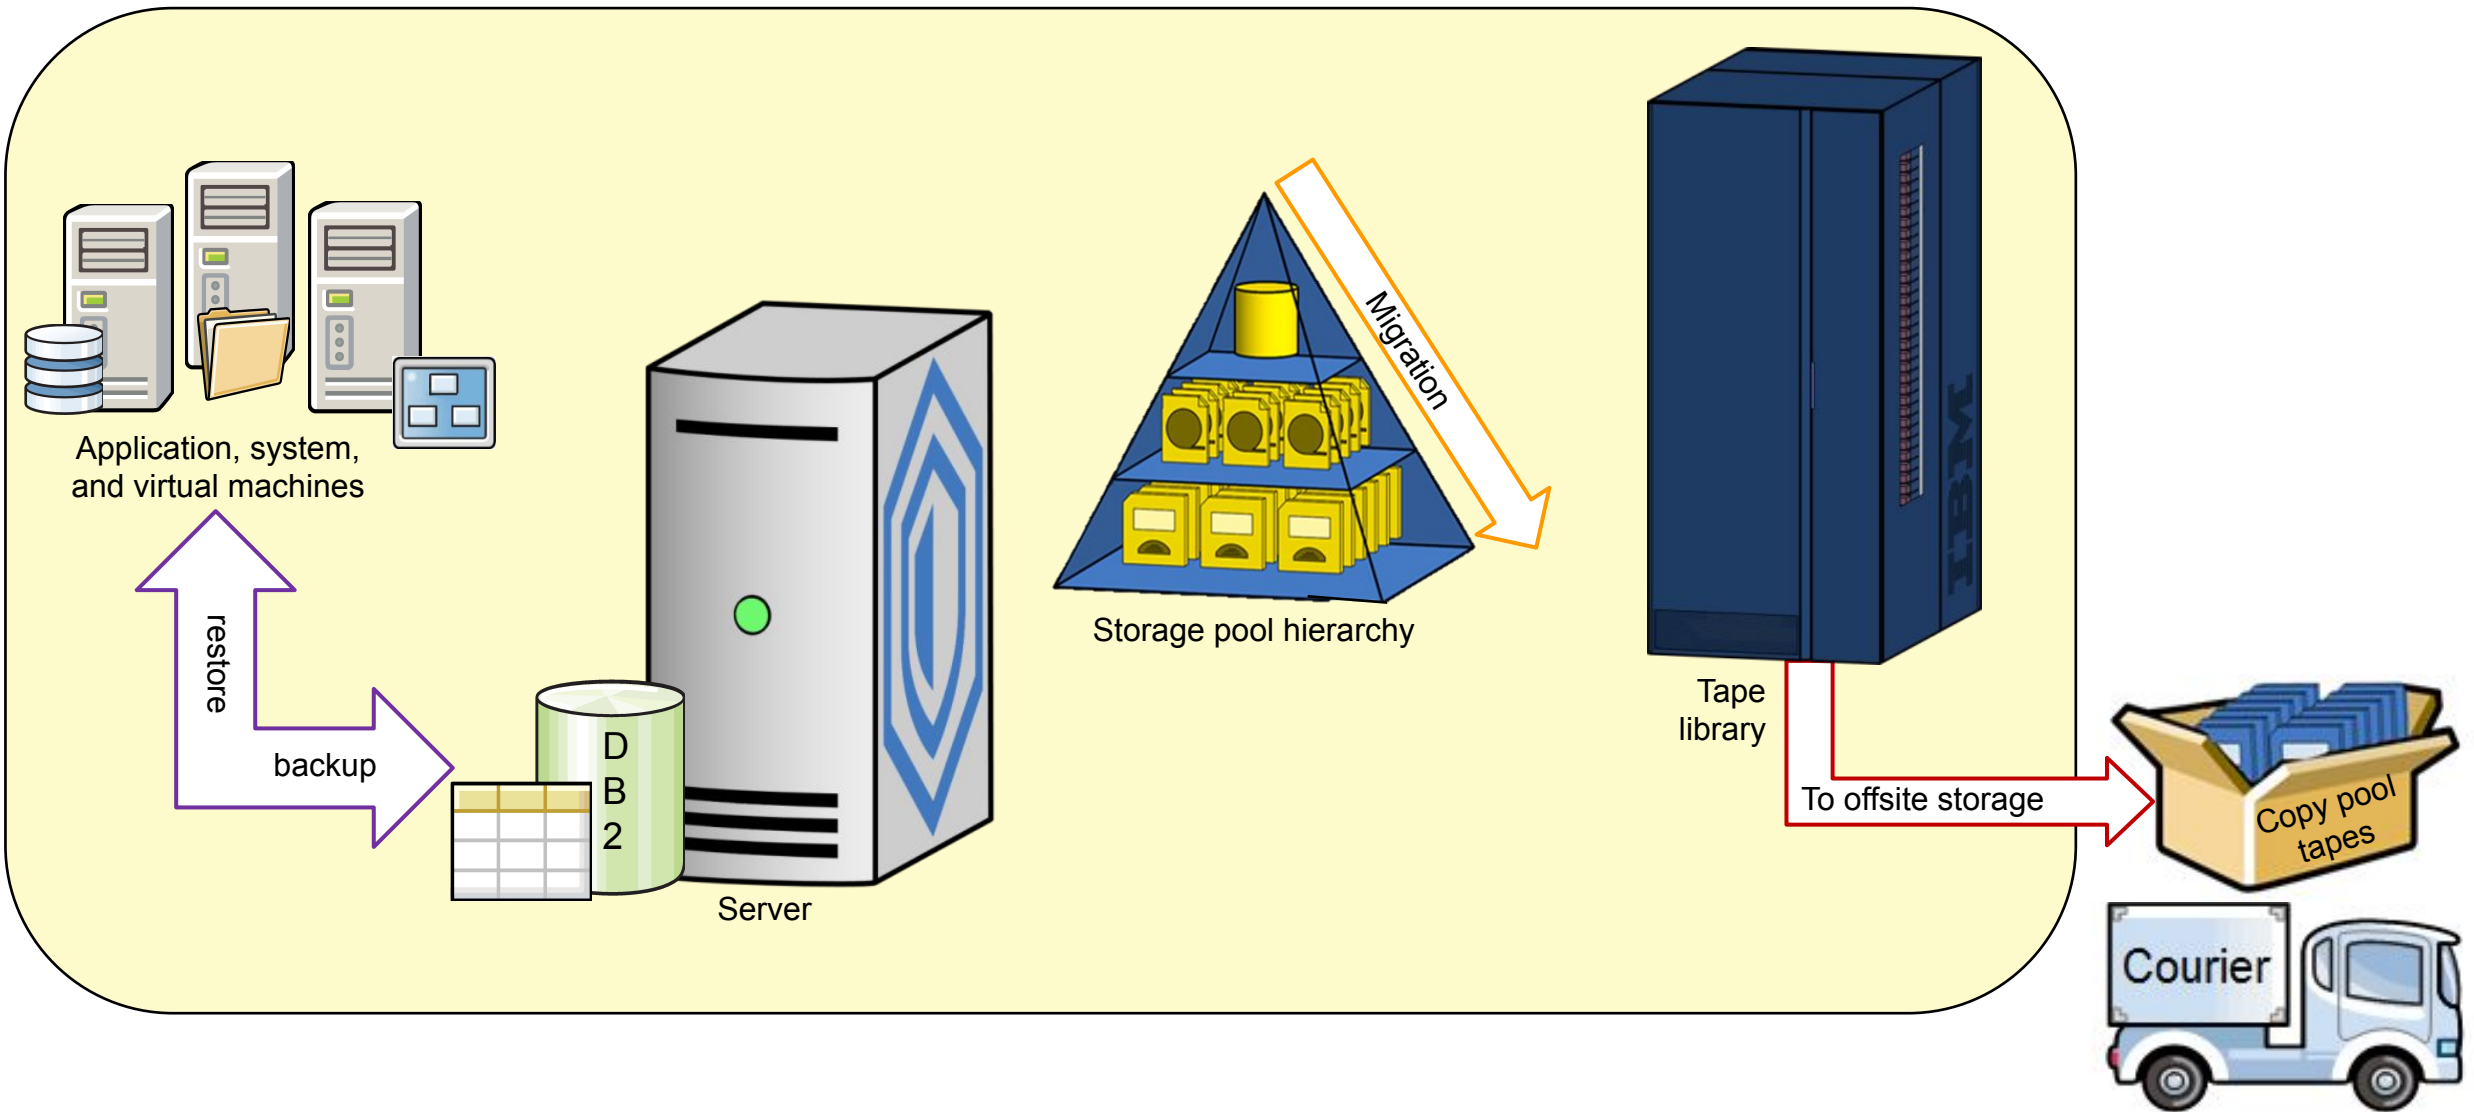 Application, system,
and virtual machines
restore
backup
D
B
2
Server
Migration
Storage pool hierarchy
IBM
Tape
library
To offsite storage
Copy pool
tapes
Courier